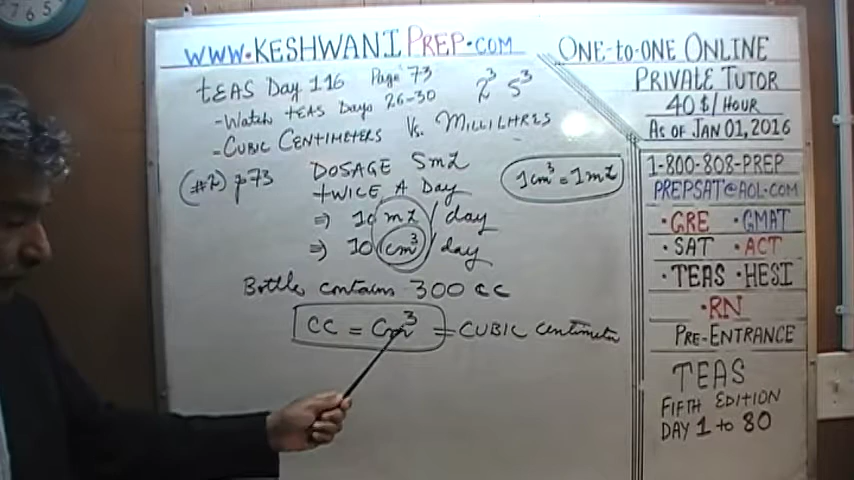 WWW.KESHWANIPREP.COM
TEAS Day 116 Page 73 2³ 5³
- Watch TEAS Days 26-30
- CUBIC CENTIMETERS Vs. MILLILITRES
(#2) p73 DOSAGE 5mL
TWICE A Day
1cm³ = 1mL
⇒ 10 mL / day
⇒ 10 cm³ / day
Bottle contains 300 cc
CC = Cm³ = CUBIC Centimeter
ONE-TO-ONE ONLINE
PRIVATE TUTOR
40 $/HOUR
AS OF JAN 01, 2016
1-800-808-PREP
PREPSAT@AOL.COM
• GRE • GMAT
• SAT • ACT
• TEAS • HESI
• RN
PRE-ENTRANCE
TEAS
FIFTH EDITION
DAY 1 to 80